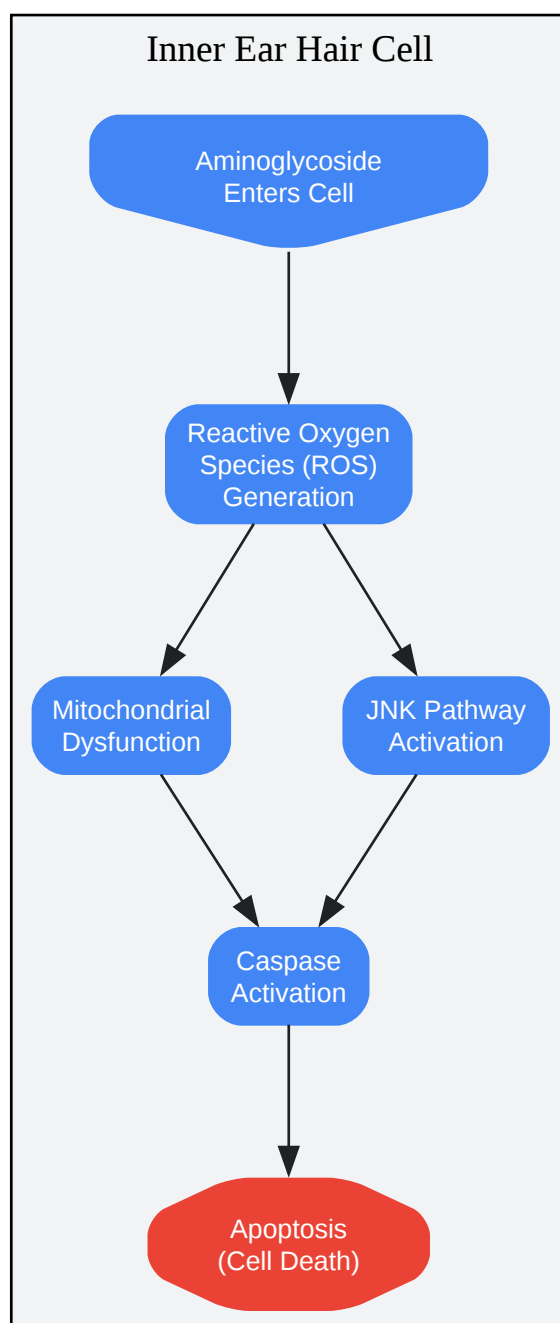 Inner Ear Hair Cell
Aminoglycoside
Enters Cell
Reactive Oxygen
Species (ROS)
Generation
Mitochondrial
Dysfunction
JNK Pathway
Activation
Caspase
Activation
Apoptosis
(Cell Death)